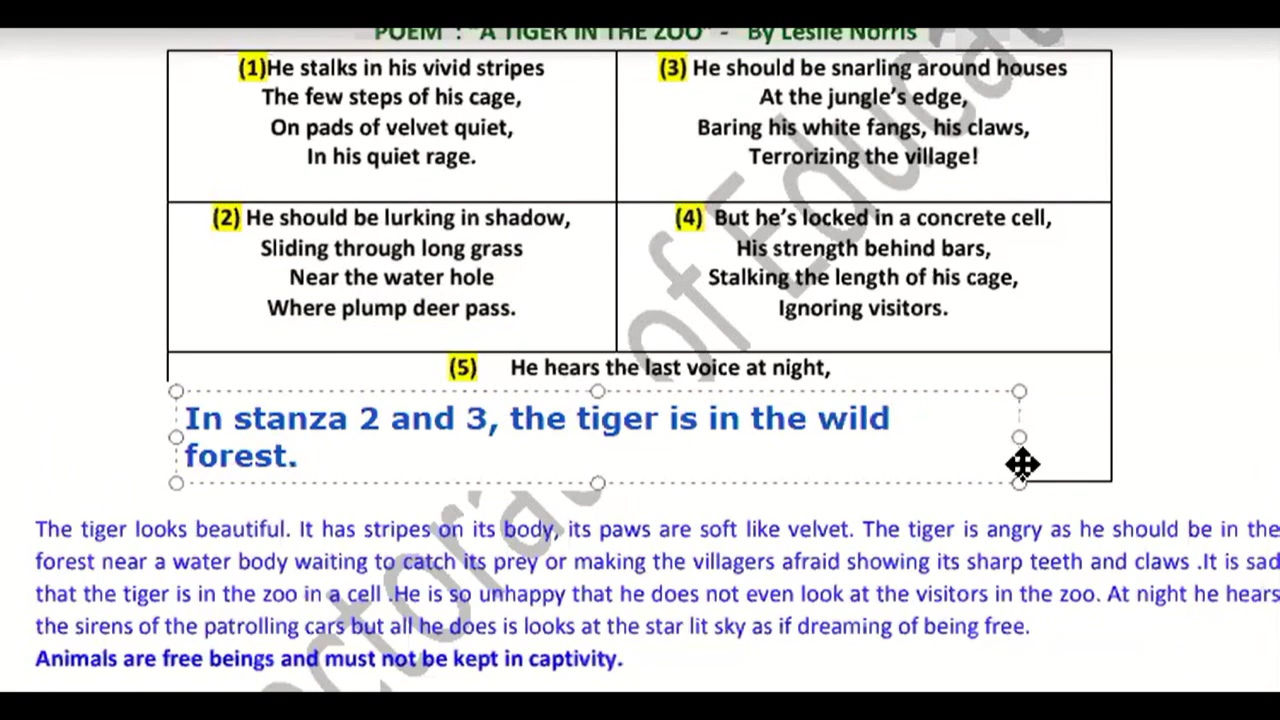 POEM : "A TIGER IN THE ZOO" - By Leslie Norris
(1)He stalks in his vivid stripes
The few steps of his cage,
On pads of velvet quiet,
In his quiet rage.
(2) He should be lurking in shadow,
Sliding through long grass
Near the water hole
Where plump deer pass.
(3) He should be snarling around houses
At the jungle's edge,
Baring his white fangs, his claws,
Terrorizing the village!
(4) But he's locked in a concrete cell,
His strength behind bars,
Stalking the length of his cage,
Ignoring visitors.
(5) He hears the last voice at night,
In stanza 2 and 3, the tiger is in the wild
forest.
The tiger looks beautiful. It has stripes on its body, its paws are soft like velvet. The tiger is angry as he should be in the
forest near a water body waiting to catch its prey or making the villagers afraid showing its sharp teeth and claws .It is sad
that the tiger is in the zoo in a cell .He is so unhappy that he does not even look at the visitors in the zoo. At night he hears
the sirens of the patrolling cars but all he does is looks at the star lit sky as if dreaming of being free.
Animals are free beings and must not be kept in captivity.